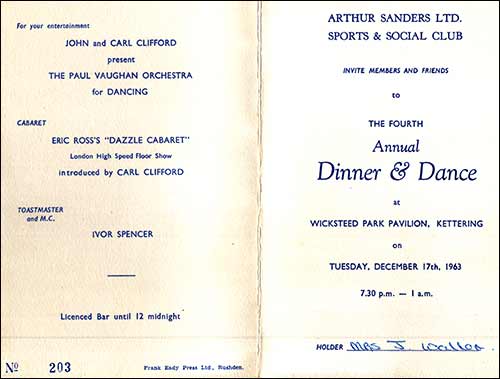 For your entertainment
JOHN and CARL CLIFFORD
present
THE PAUL VAUGHAN ORCHESTRA
for DANCING
CABARET
ERIC ROSS'S "DAZZLE CABARET"
London High Speed Floor Show
introduced by CARL CLIFFORD
TOASTMASTER
and M.C.
IVOR SPENCER
Licenced Bar until 12 midnight
No 203
Frank Eady Press Ltd., Rushden.
ARTHUR SANDERS LTD.
SPORTS & SOCIAL CLUB
INVITE MEMBERS AND FRIENDS
to
THE FOURTH
Annual
Dinner & Dance
at
WICKSTEED PARK PAVILION, KETTERING
on
TUESDAY, DECEMBER 17th, 1963
7.30 p.m. — 1 a.m.
HOLDER MRS J Waller